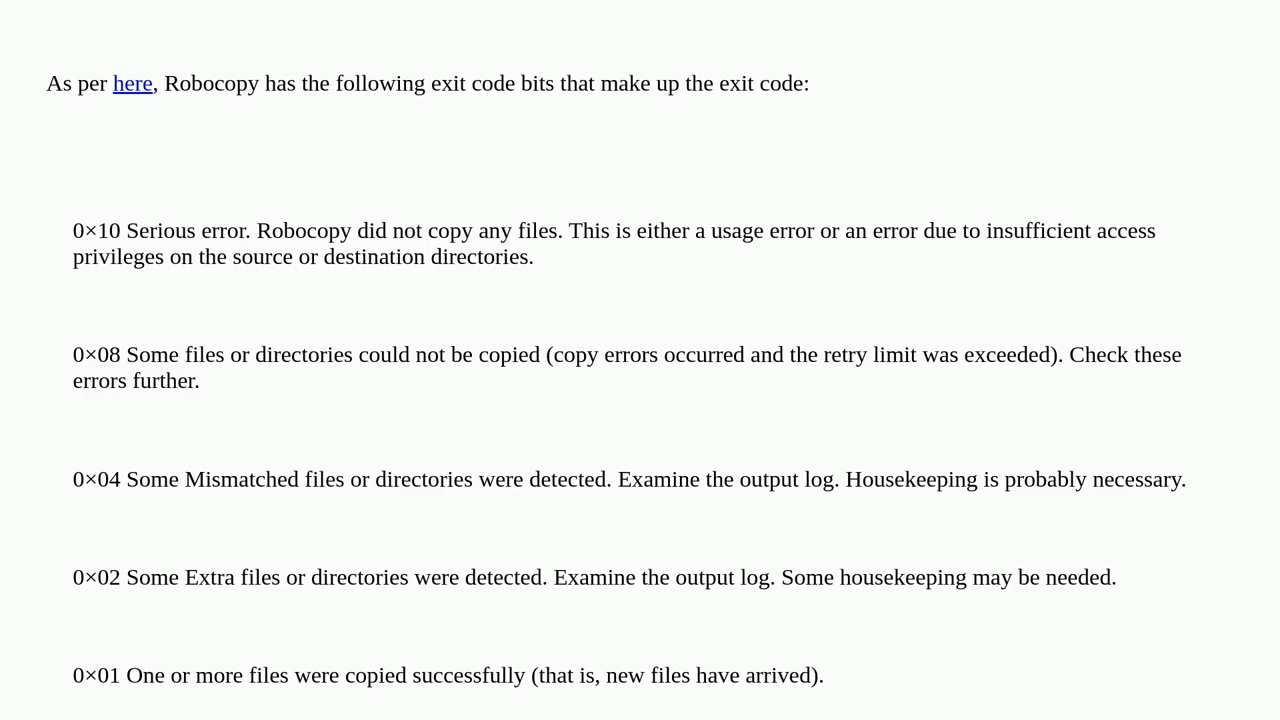 As per here, Robocopy has the following exit code bits that make up the exit code:
0×10 Serious error. Robocopy did not copy any files. This is either a usage error or an error due to insufficient access
privileges on the source or destination directories.
0×08 Some files or directories could not be copied (copy errors occurred and the retry limit was exceeded). Check these
errors further.
0×04 Some Mismatched files or directories were detected. Examine the output log. Housekeeping is probably necessary.
0×02 Some Extra files or directories were detected. Examine the output log. Some housekeeping may be needed.
0×01 One or more files were copied successfully (that is, new files have arrived).